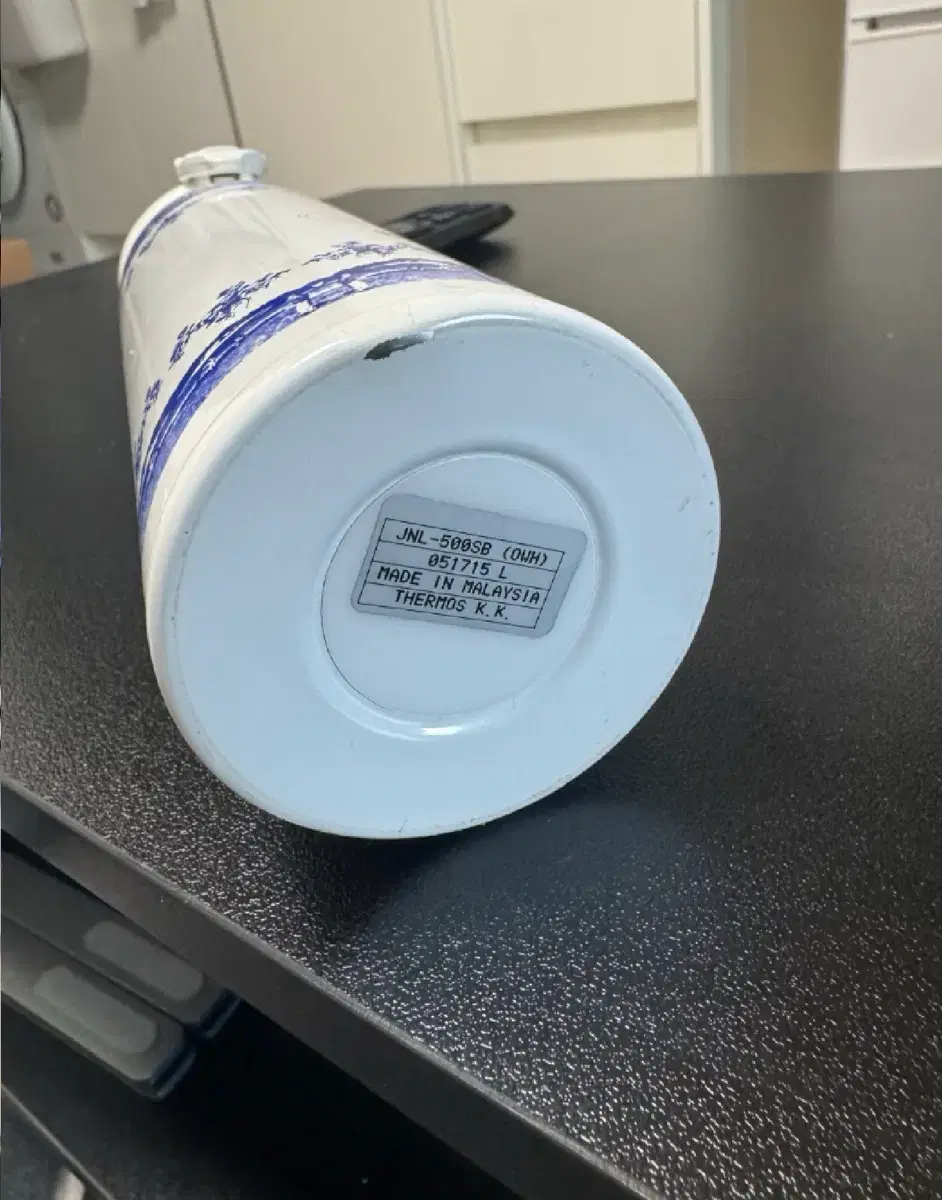 JNL-500SB (OWH)
051715 L
MADE IN MALAYSIA
THERMOS K.K.